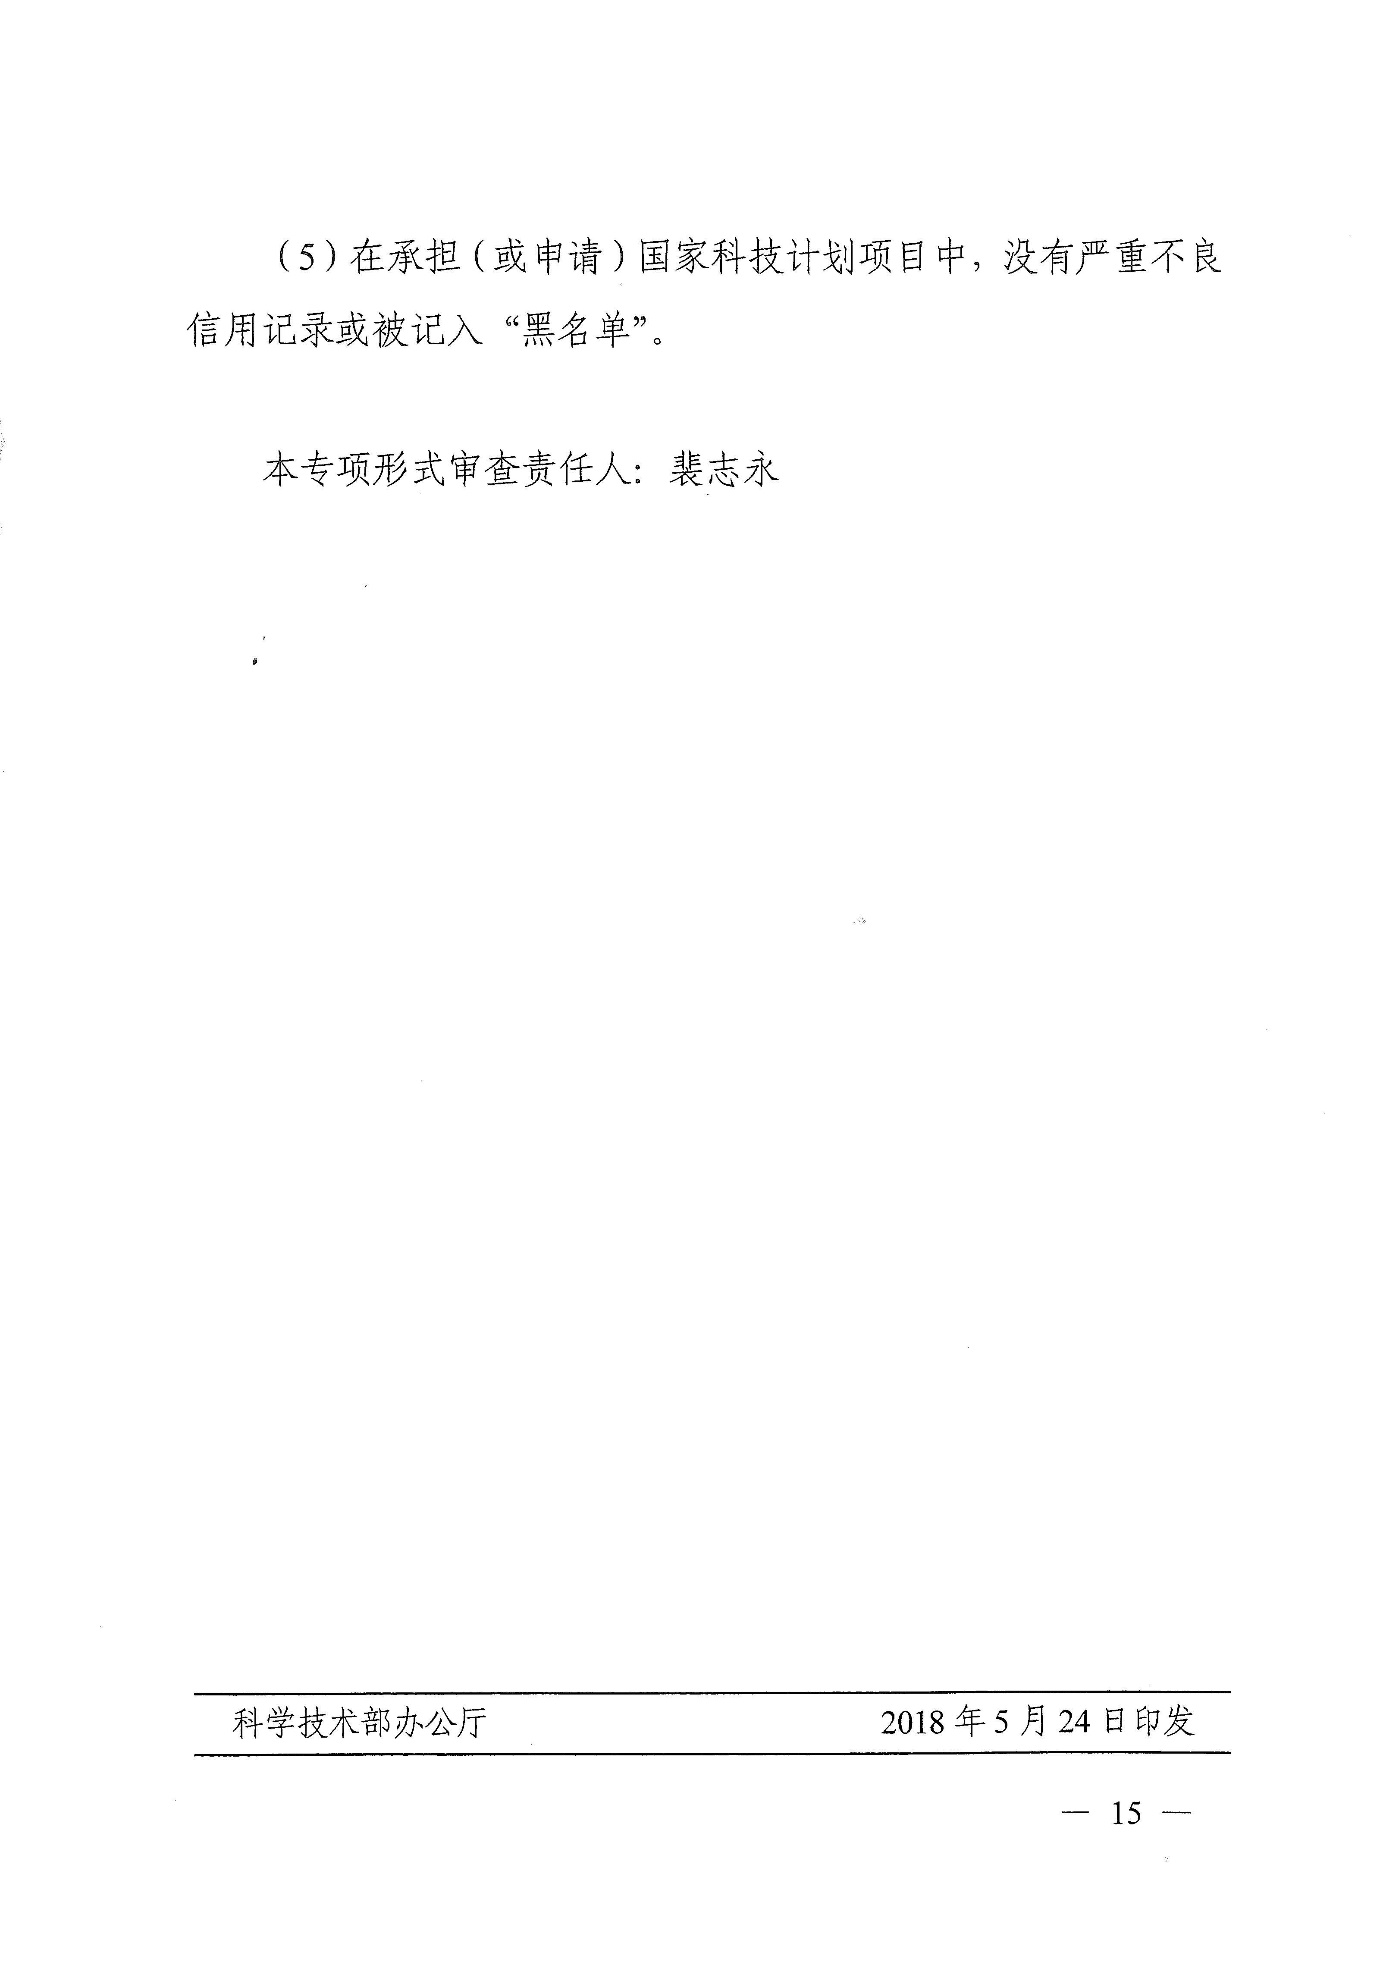 （5）在承担（或申请）国家科技计划项目中，没有严重不良
信用记录或被记入“黑名单”。
本专项形式审查责任人：裴志永
科学技术部办公厅 2018年5月24日印发
— 15 —